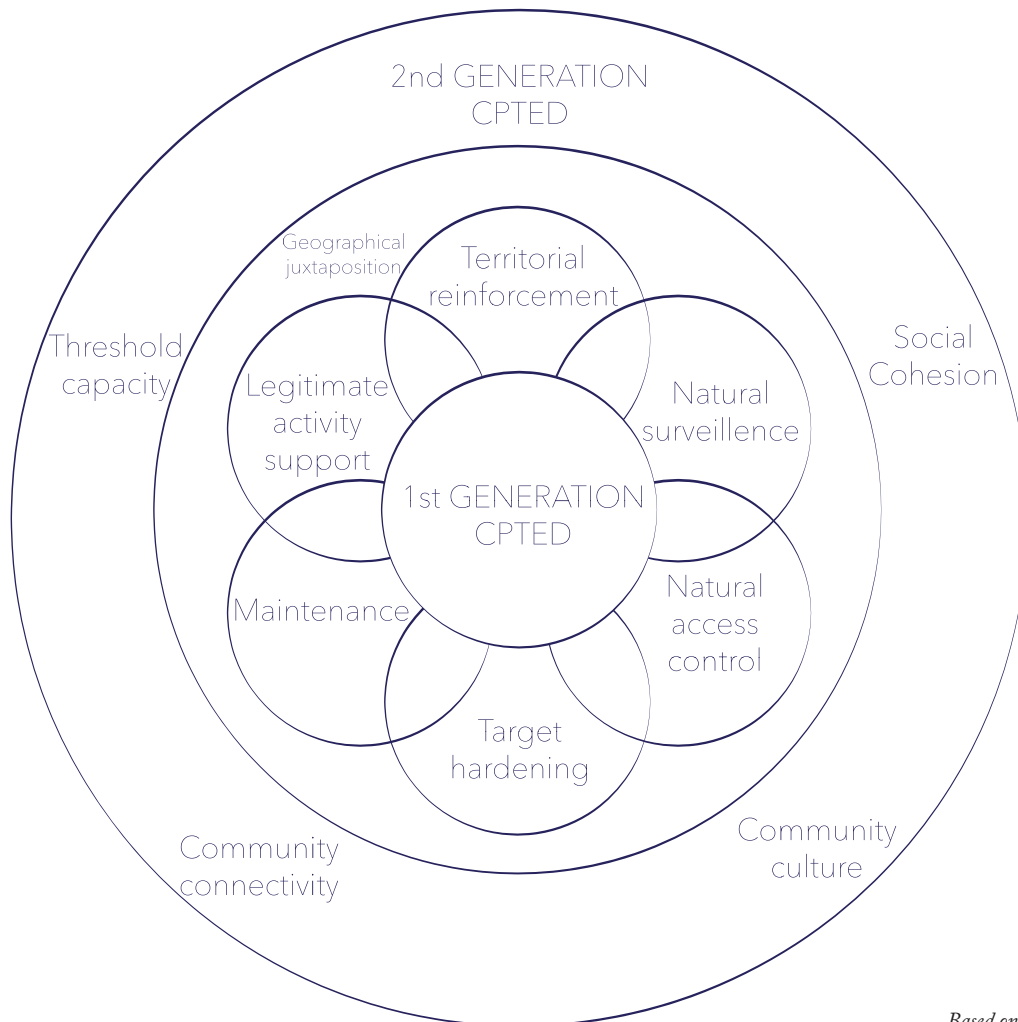 2nd GENERATION
CPTED
Geographical
juxtaposition
Territorial
reinforcement
Threshold
capacity
Social
Cohesion
Legitimate
activity
support
Natural
surveillence
1st GENERATION
CPTED
Maintenance
Natural
access
control
Target
hardening
Community
connectivity
Community
culture
Based on